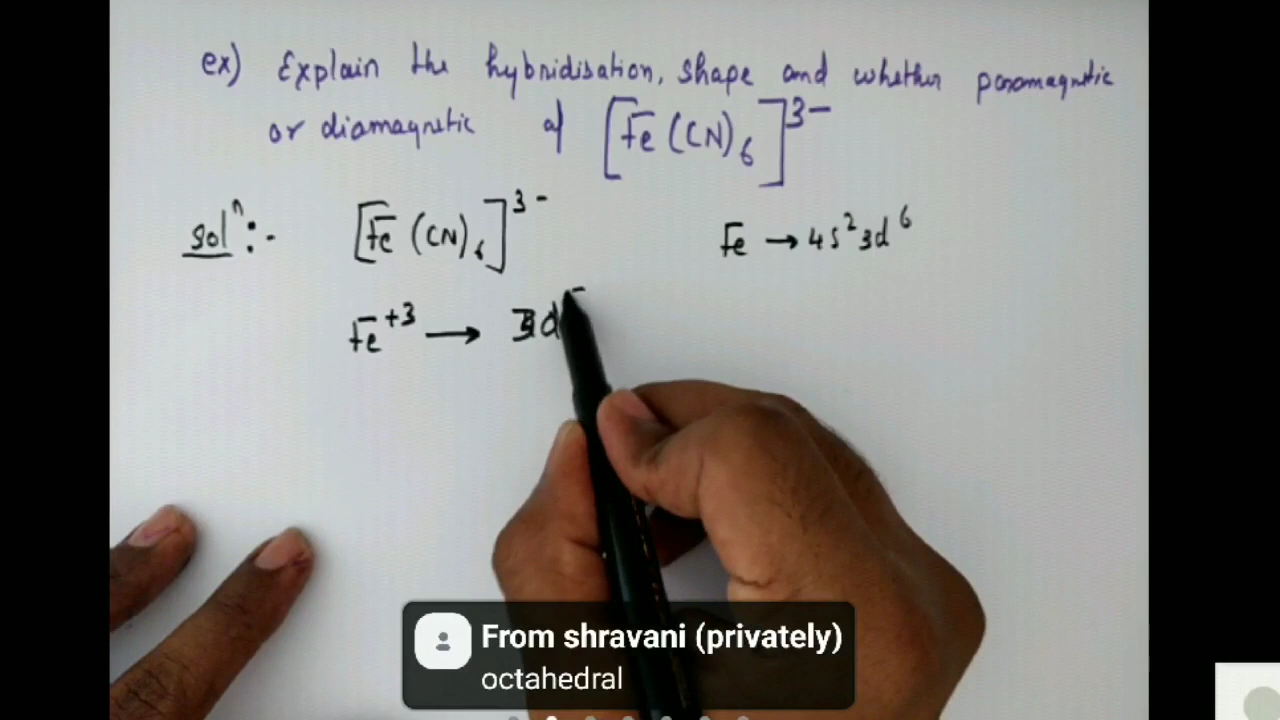 ex) Explain the hybridisation, shape and whether paramagnetic
or diamagnetic of [Fe(CN)6]3-
Soln:- [Fe(CN)6]3- Fe → 4s2 3d6
Fe+3 → 3d
From shravani (privately)
octahedral